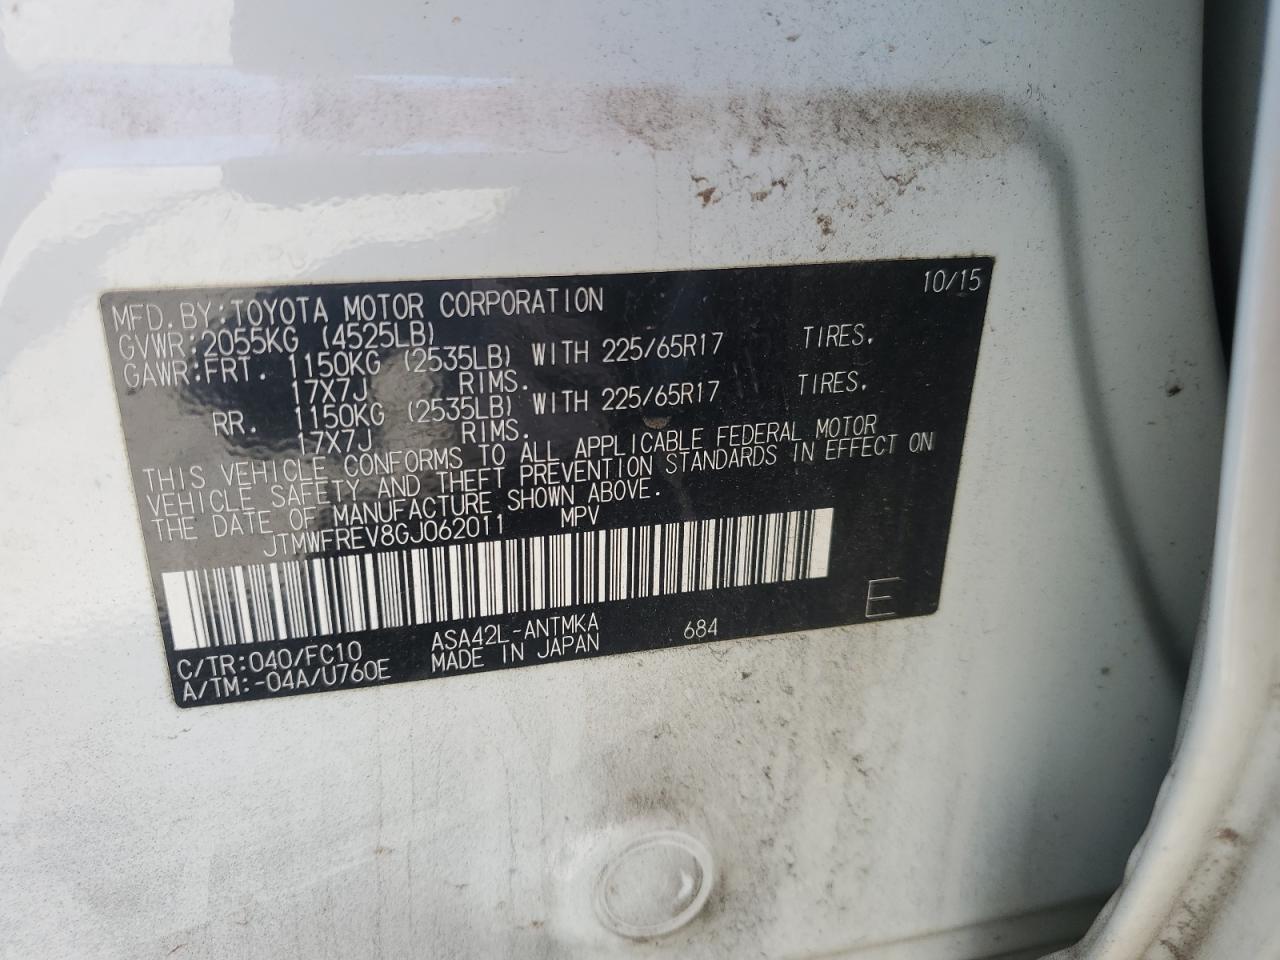 10/15
MFD.BY:TOYOTA MOTOR CORPORATION
GVWR:2055KG (4525LB)
GAWR:FRT. 1150KG (2535LB) WITH 225/65R17 TIRES.
17X7J RIMS.
RR. 1150KG (2535LB) WITH 225/65R17 TIRES.
17X7J RIMS.
THIS VEHICLE CONFORMS TO ALL APPLICABLE FEDERAL MOTOR
VEHICLE SAFETY AND THEFT PREVENTION STANDARDS IN EFFECT ON
THE DATE OF MANUFACTURE SHOWN ABOVE.
JTMWFREV8GJ062011 MPV
C/TR:040/FC10 ASA42L-ANTMKA 684 E
A/TM:-04A/U760E MADE IN JAPAN